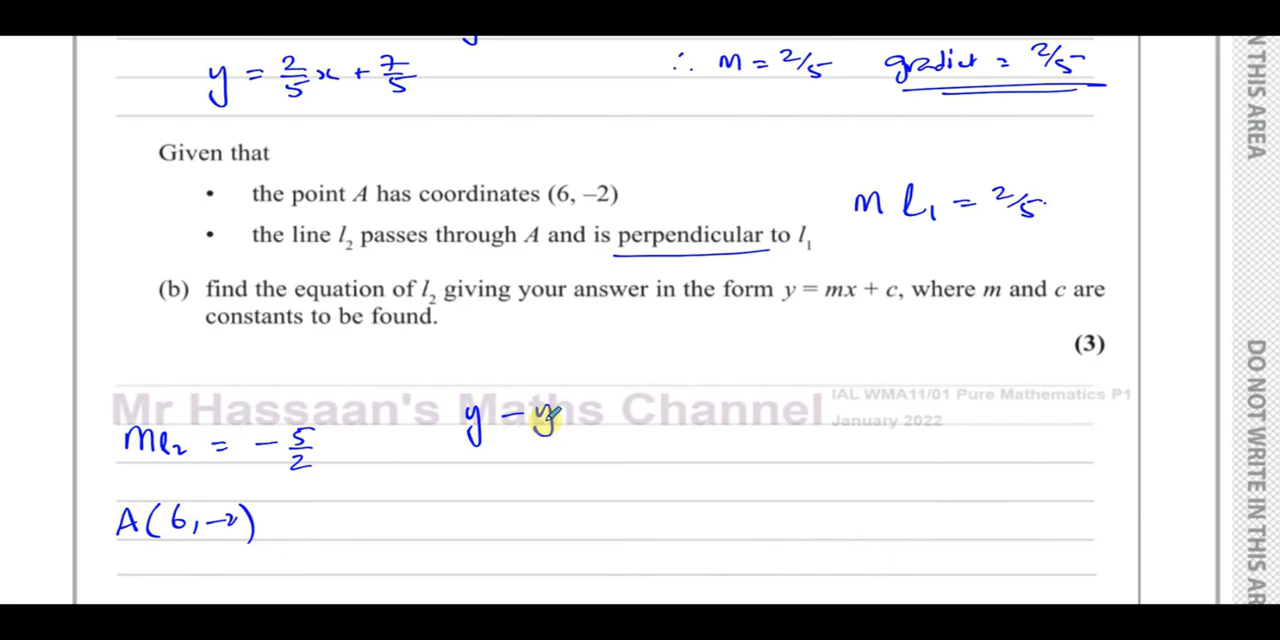 y = 2/5 x + 7/5
∴ m = 2/5 gradient = 2/5
Given that
• the point A has coordinates (6, –2)
• the line l₂ passes through A and is perpendicular to l₁
m l₁ = 2/5
(b) find the equation of l₂ giving your answer in the form y = mx + c, where m and c are
constants to be found.
(3)
Mr Hassaan's Maths Channel
IAL WMA11/01 Pure Mathematics P1
January 2022
m l₂ = – 5/2
y – y
A (6, –2)
THIS AREA
DO NOT WRITE IN THIS